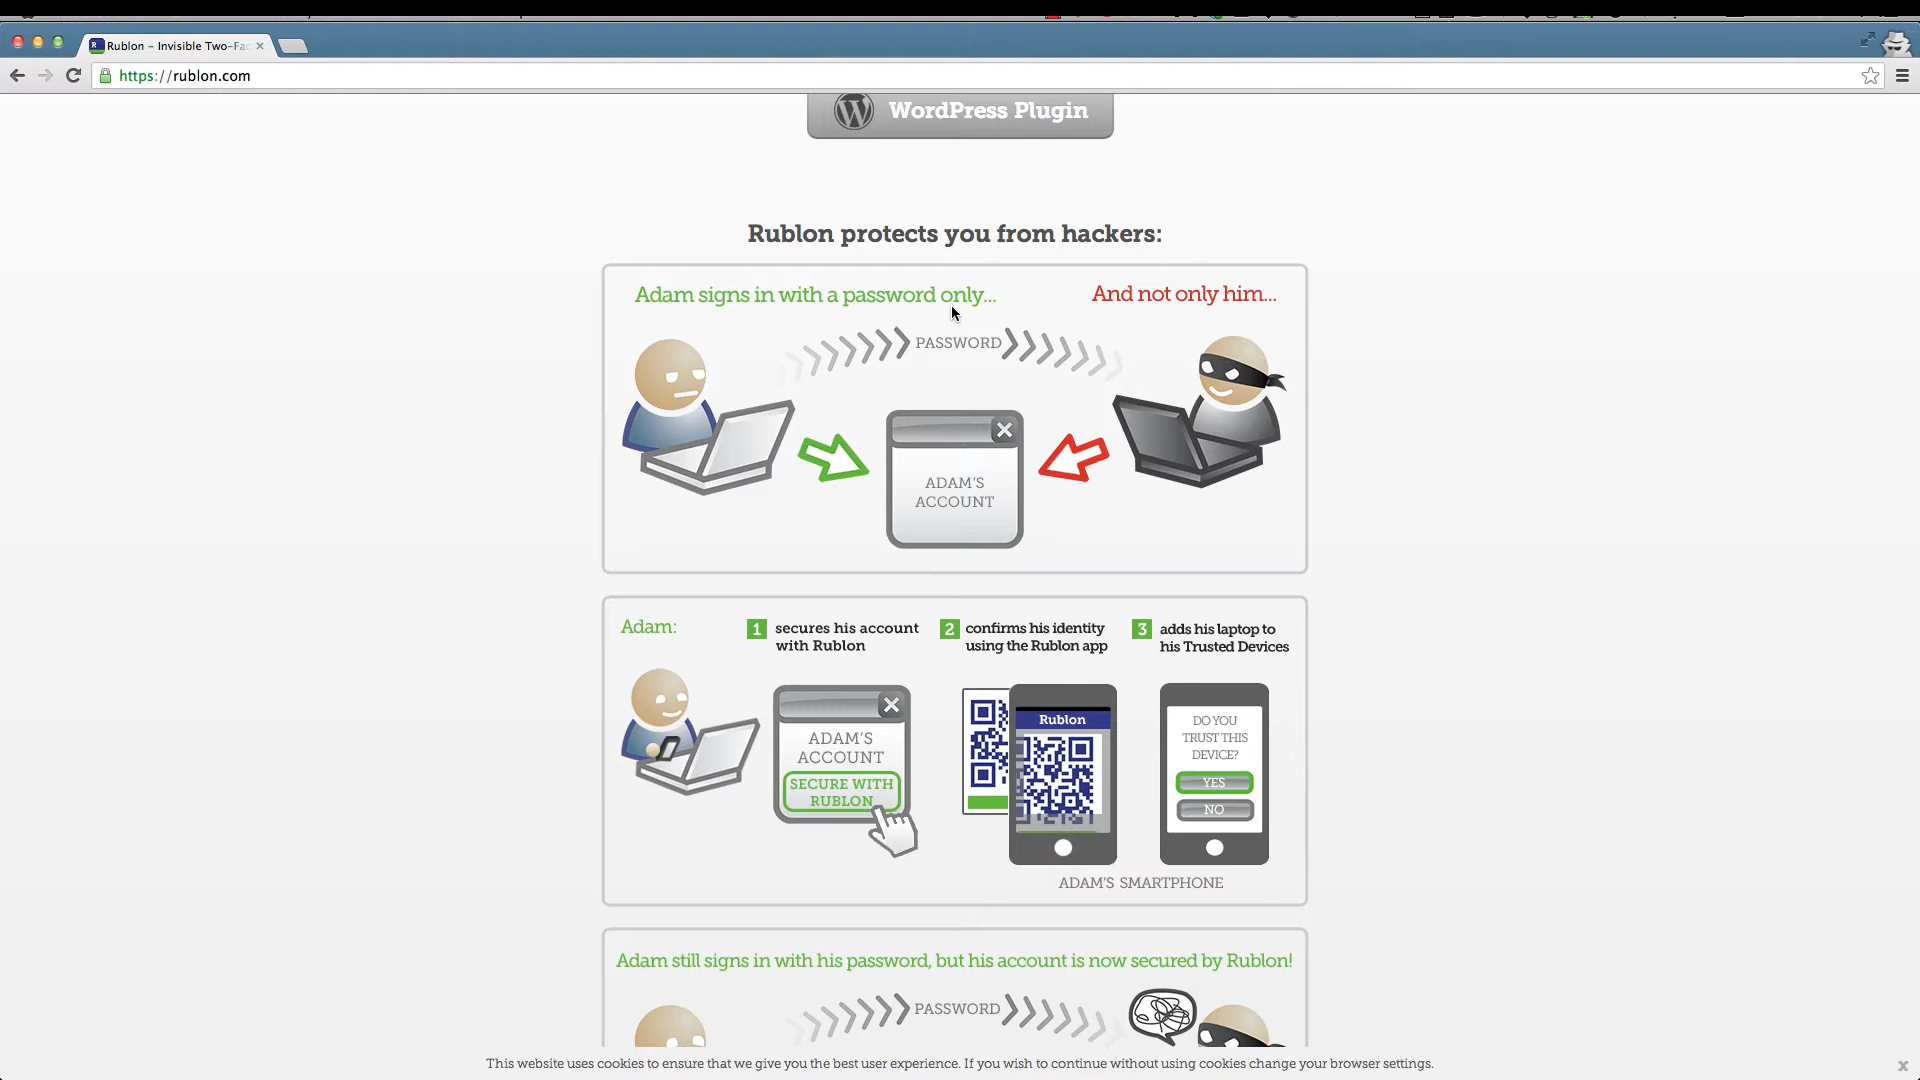 Rublon – Invisible Two-Fa
https://rublon.com
WordPress Plugin
Rublon protects you from hackers:
Adam signs in with a password only...
And not only him...
PASSWORD
ADAM'S
ACCOUNT
Adam:
1 secures his account
with Rublon
2 confirms his identity
using the Rublon app
3 adds his laptop to
his Trusted Devices
ADAM'S
ACCOUNT
SECURE WITH
RUBLON
Rublon
DO YOU
TRUST THIS
DEVICE?
YES
NO
ADAM'S SMARTPHONE
Adam still signs in with his password, but his account is now secured by Rublon!
PASSWORD
This website uses cookies to ensure that we give you the best user experience. If you wish to continue without using cookies change your browser settings.